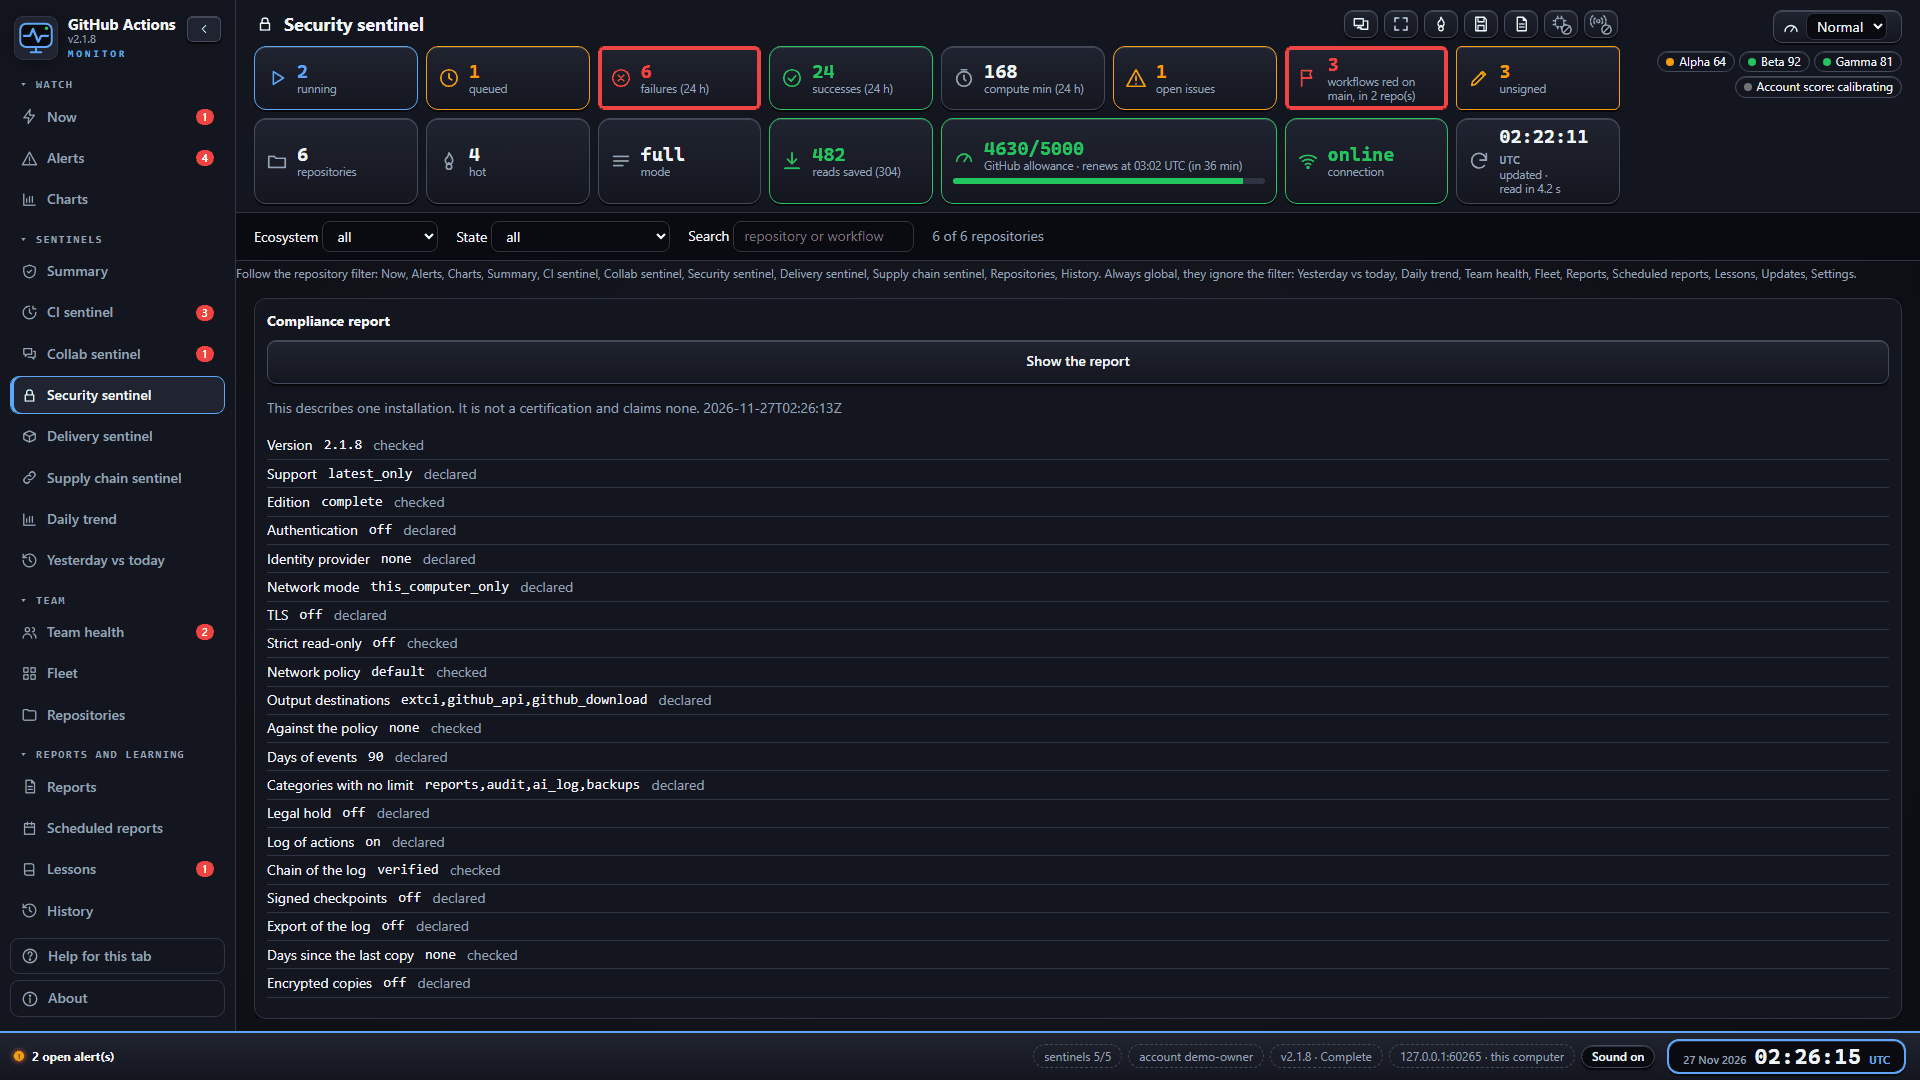 GitHub Actions
v2.1.8
MONITOR
WATCH
Now 1
Alerts 4
Charts
SENTINELS
Summary
CI sentinel 3
Collab sentinel 1
Security sentinel
Delivery sentinel
Supply chain sentinel
Daily trend
Yesterday vs today
TEAM
Team health 2
Fleet
Repositories
REPORTS AND LEARNING
Reports
Scheduled reports
Lessons 1
History
Help for this tab
About
Security sentinel
Normal
2
running
1
queued
6
failures (24 h)
24
successes (24 h)
168
compute min (24 h)
1
open issues
3
workflows red on
main, in 2 repo(s)
3
unsigned
Alpha 64
Beta 92
Gamma 81
Account score: calibrating
6
repositories
4
hot
full
mode
482
reads saved (304)
4630/5000
GitHub allowance · renews at 03:02 UTC (in 36 min)
online
connection
02:22:11
UTC
updated ·
read in 4.2 s
Ecosystem all State all Search repository or workflow 6 of 6 repositories
Follow the repository filter: Now, Alerts, Charts, Summary, CI sentinel, Collab sentinel, Security sentinel, Delivery sentinel, Supply chain sentinel, Repositories, History. Always global, they ignore the filter: Yesterday vs today, Daily trend, Team health, Fleet, Reports, Scheduled reports, Lessons, Updates, Settings.
Compliance report
Show the report
This describes one installation. It is not a certification and claims none. 2026-11-27T02:26:13Z
Version 2.1.8 checked
Support latest_only declared
Edition complete checked
Authentication off declared
Identity provider none declared
Network mode this_computer_only declared
TLS off declared
Strict read-only off checked
Network policy default checked
Output destinations extci,github_api,github_download declared
Against the policy none checked
Days of events 90 declared
Categories with no limit reports,audit,ai_log,backups declared
Legal hold off declared
Log of actions on declared
Chain of the log verified checked
Signed checkpoints off declared
Export of the log off declared
Days since the last copy none checked
Encrypted copies off declared
2 open alert(s)
sentinels 5/5
account demo-owner
v2.1.8 · Complete
127.0.0.1:60265 · this computer
Sound on
27 Nov 2026 02:26:15 UTC